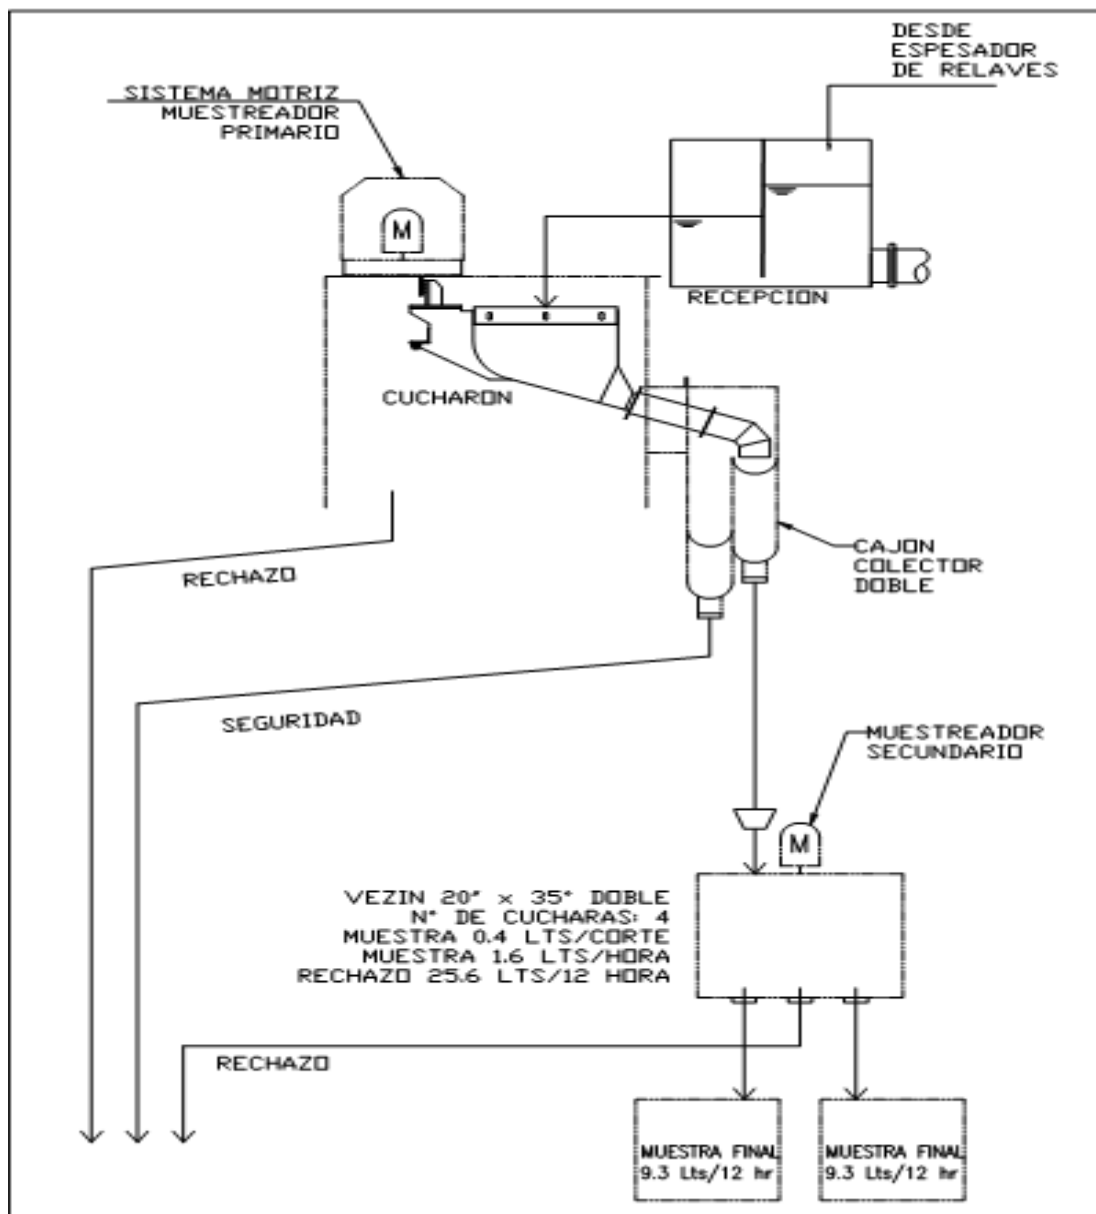 DESDE
ESPESADOR
DE RELAVES
SISTEMA MOTRIZ
MUESTREADOR
PRIMARIO
M
RECEPCION
CUCHARON
CAJON
COLECTOR
DOBLE
RECHAZO
SEGURIDAD
MUESTREADOR
SECUNDARIO
M
VEZIN 20" x 35° DOBLE
N° DE CUCHARAS: 4
MUESTRA 0.4 LTS/CORTE
MUESTRA 1.6 LTS/HORA
RECHAZO 25.6 LTS/12 HORA
RECHAZO
MUESTRA FINAL
9.3 Lts/12 hr
MUESTRA FINAL
9.3 Lts/12 hr